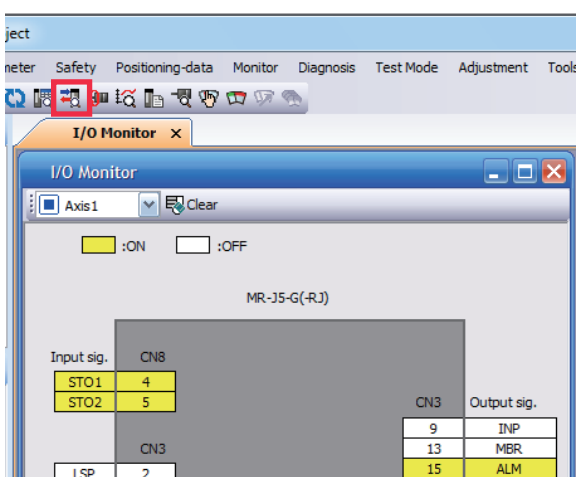 ject
meter Safety Positioning-data Monitor Diagnosis Test Mode Adjustment Tools
I/O Monitor x
I/O Monitor
Axis1 Clear
:ON :OFF
MR-J5-G(-RJ)
Input sig. CN8
STO1 4
STO2 5
CN3 Output sig.
9 INP
CN3 13 MBR
LSP 2 15 ALM